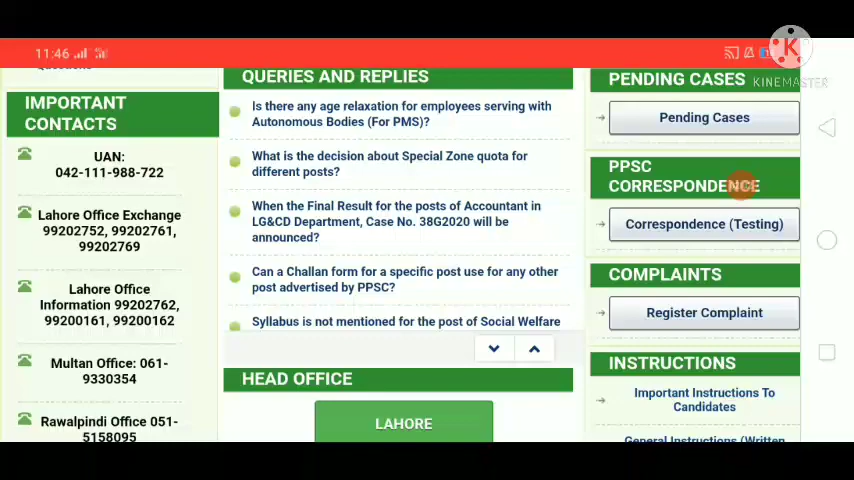 11:46
KINEMASTER
IMPORTANT
CONTACTS
UAN:
042-111-988-722
Lahore Office Exchange
99202752, 99202761,
99202769
Lahore Office
Information 99202762,
99200161, 99200162
Multan Office: 061-
9330354
Rawalpindi Office 051-
5158095
QUERIES AND REPLIES
Is there any age relaxation for employees serving with
Autonomous Bodies (For PMS)?
What is the decision about Special Zone quota for
different posts?
When the Final Result for the posts of Accountant in
LG&CD Department, Case No. 38G2020 will be
announced?
Can a Challan form for a specific post use for any other
post advertised by PPSC?
Syllabus is not mentioned for the post of Social Welfare
HEAD OFFICE
LAHORE
PENDING CASES
Pending Cases
PPSC
CORRESPONDENCE
Correspondence (Testing)
COMPLAINTS
Register Complaint
INSTRUCTIONS
Important Instructions To
Candidates
General Instructions (Written